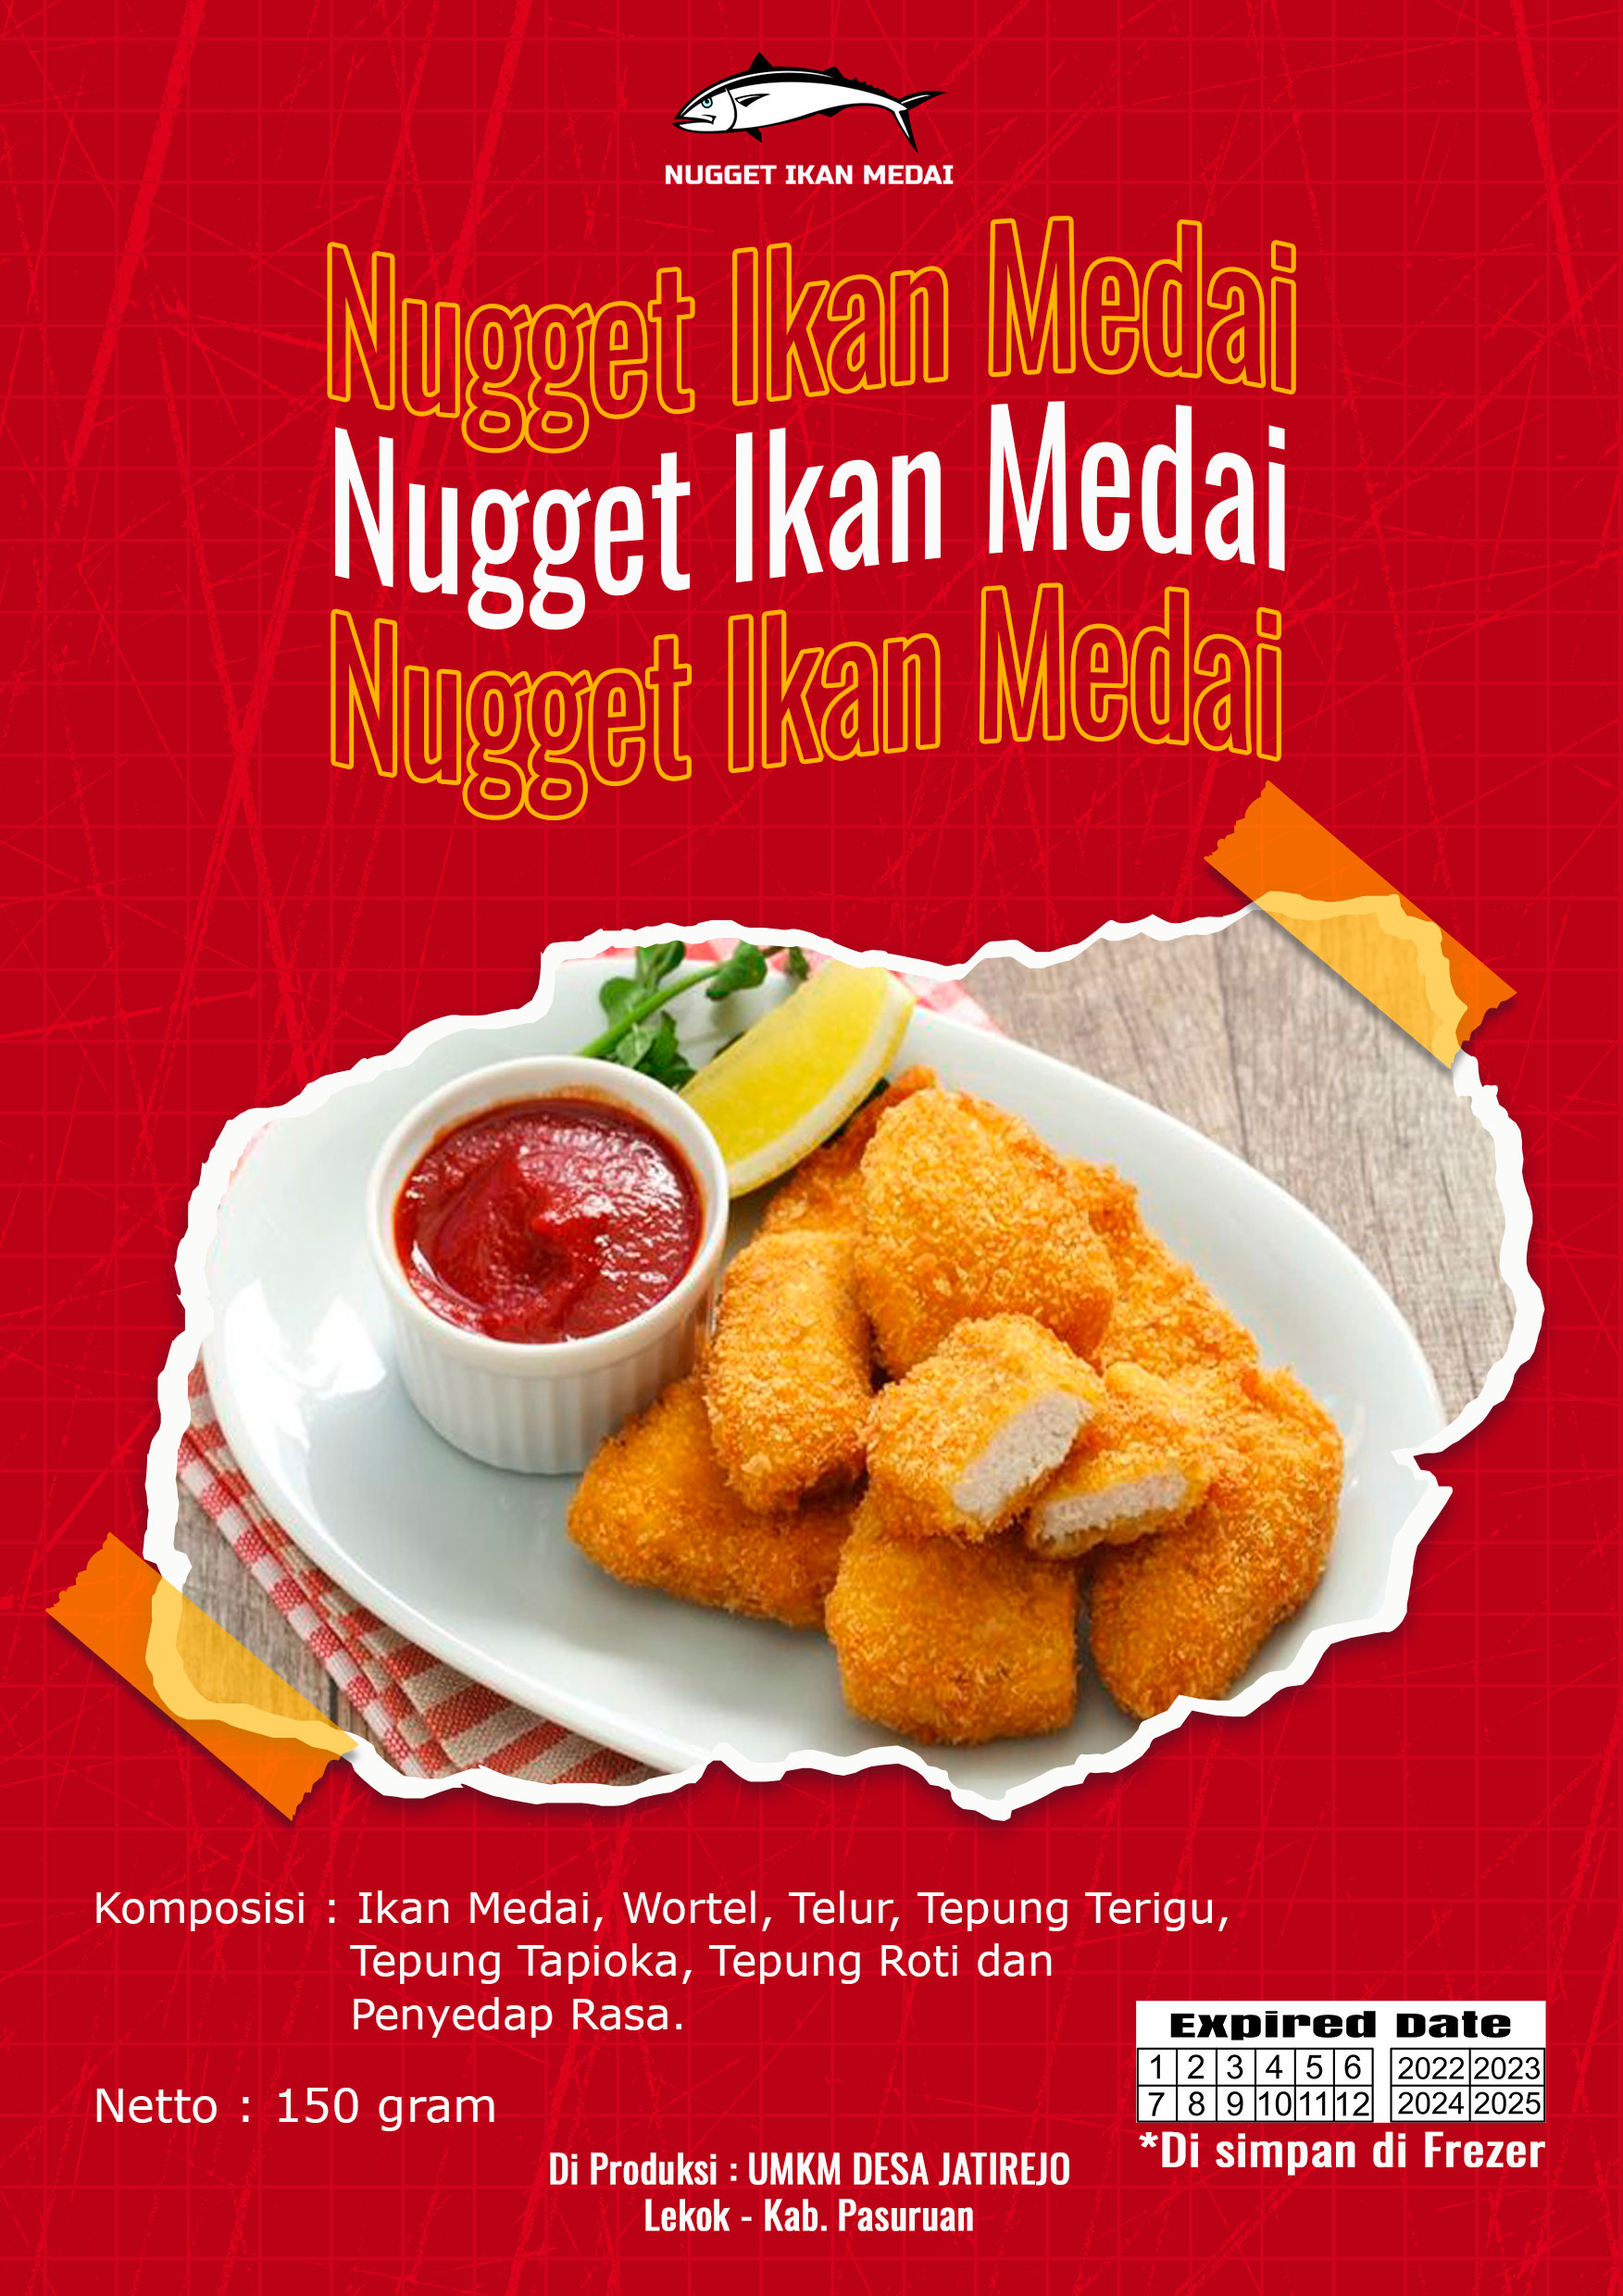 NUGGET IKAN MEDAI
Nugget Ikan Medai
Nugget Ikan Medai
Nugget Ikan Medai
Komposisi : Ikan Medai, Wortel, Telur, Tepung Terigu,
Tepung Tapioka, Tepung Roti dan
Penyedap Rasa.
Netto : 150 gram
Expired Date
1 2 3 4 5 6 2022 2023
7 8 9 10 11 12 2024 2025
*Di simpan di Frezer
Di Produksi : UMKM DESA JATIREJO
Lekok - Kab. Pasuruan